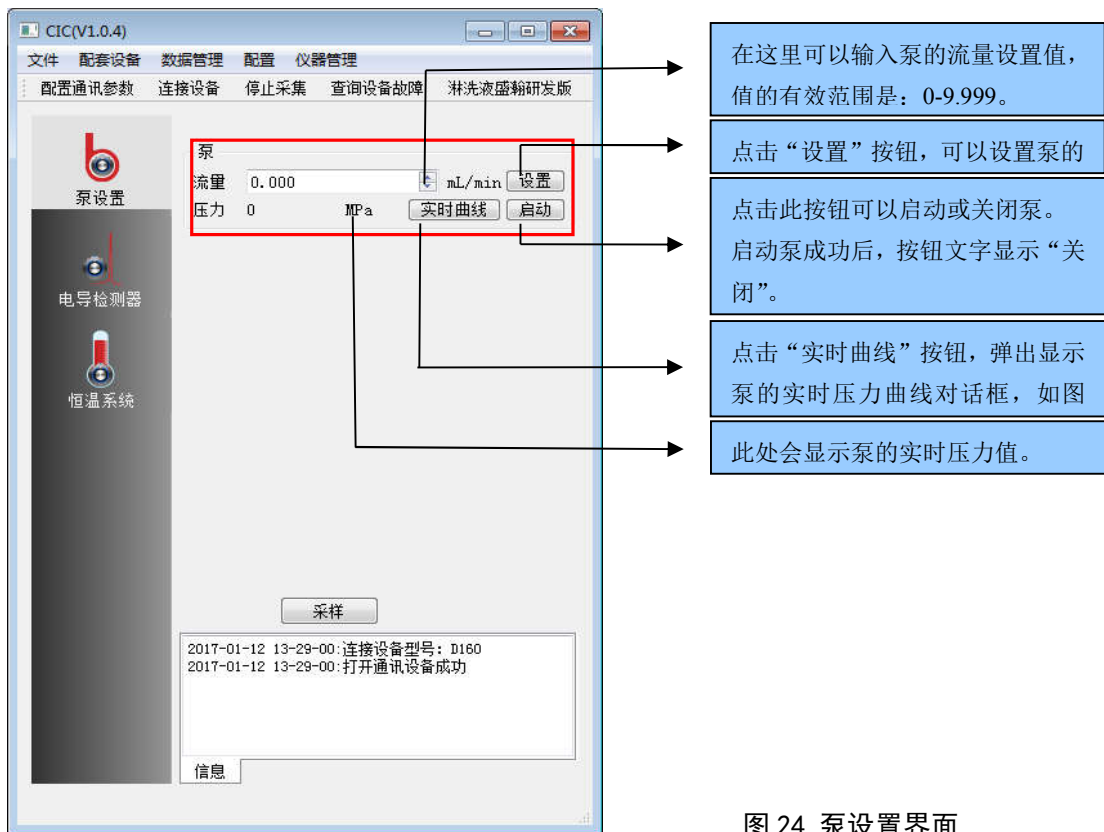 CIC(V1.0.4)
文件 配套设备 数据管理 配置 仪器管理
配置通讯参数 连接设备 停止采集 查询设备故障 淋洗液盛翰研发版
泵设置
电导检测器
恒温系统
泵
流量 0.000 mL/min 设置
压力 0 MPa 实时曲线 启动
采样
2017-01-12 13-29-00:连接设备型号: D160
2017-01-12 13-29-00:打开通讯设备成功
信息
在这里可以输入泵的流量设置值，
值的有效范围是：0-9.999。
点击“设置”按钮，可以设置泵的
点击此按钮可以启动或关闭泵。
启动泵成功后，按钮文字显示“关
闭”。
点击“实时曲线”按钮，弹出显示
泵的实时压力曲线对话框，如图
此处会显示泵的实时压力值。
图 24 泵设置界面